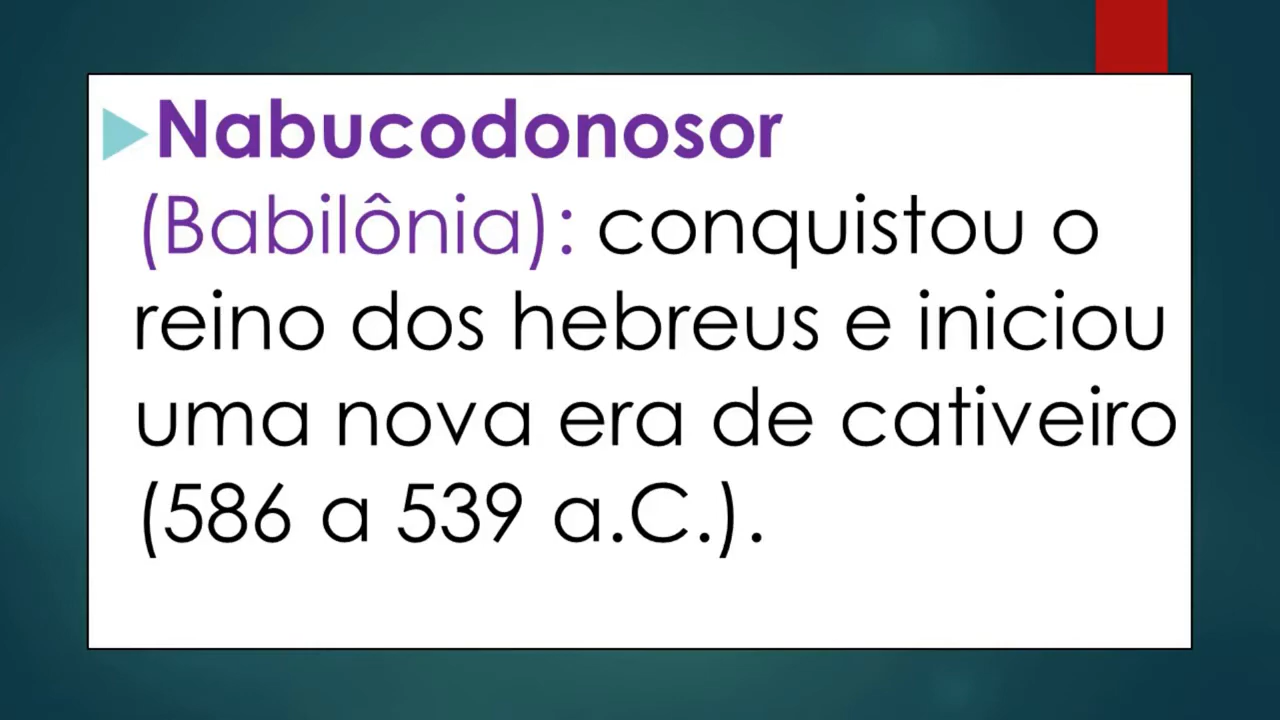 Nabucodonosor
(Babilônia): conquistou o
reino dos hebreus e iniciou
uma nova era de cativeiro
(586 a 539 a.C.).